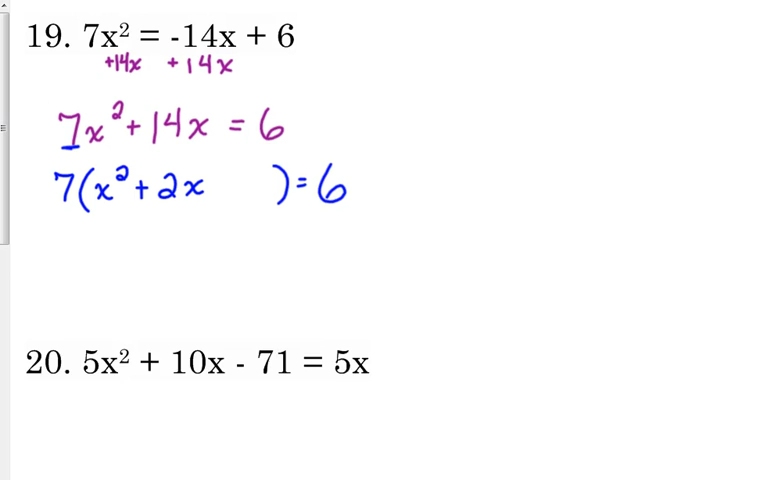 19. 7x² = -14x + 6
+14x +14x
7x² + 14x = 6
7(x² + 2x ) = 6
20. 5x² + 10x - 71 = 5x